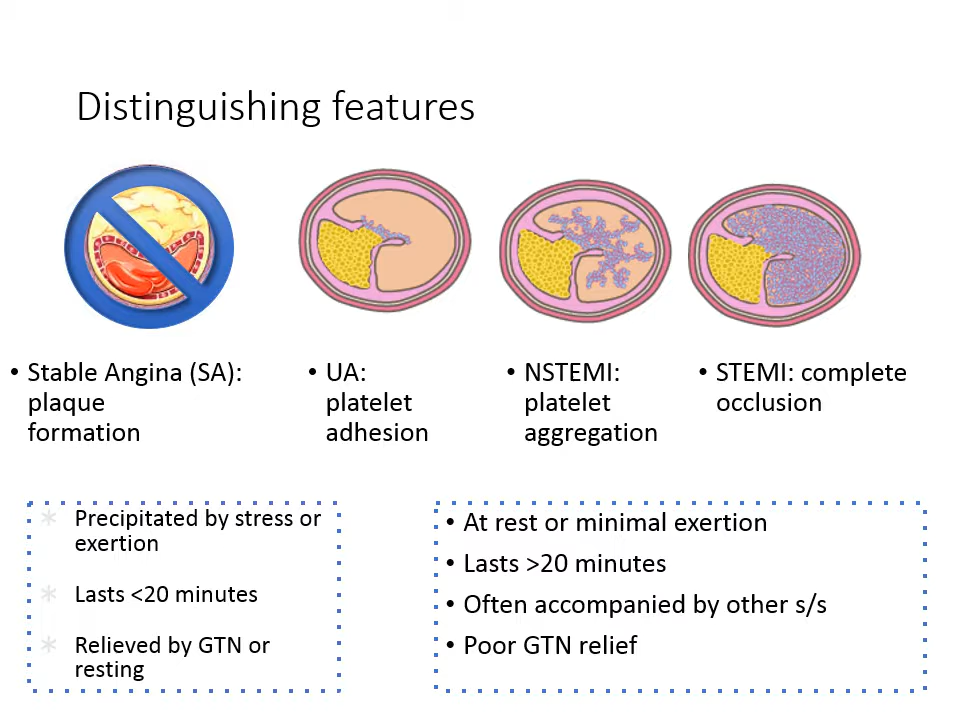 Distinguishing features
• Stable Angina (SA):
plaque
formation
• UA:
platelet
adhesion
• NSTEMI:
platelet
aggregation
• STEMI: complete
occlusion
* Precipitated by stress or
exertion
* Lasts <20 minutes
* Relieved by GTN or
resting
• At rest or minimal exertion
• Lasts >20 minutes
• Often accompanied by other s/s
• Poor GTN relief